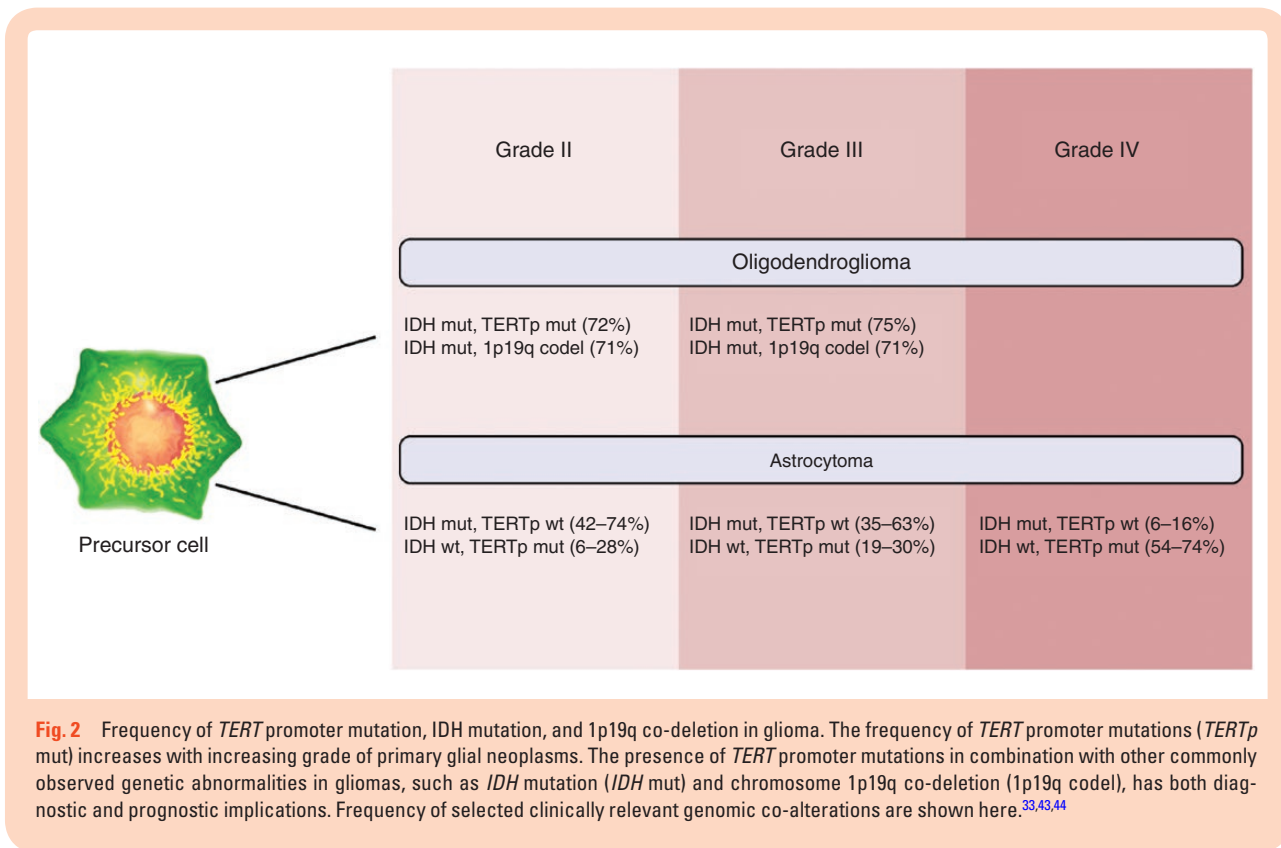 Grade II
Grade III
Grade IV
Oligodendroglioma
IDH mut, TERTp mut (72%)
IDH mut, 1p19q codel (71%)
IDH mut, TERTp mut (75%)
IDH mut, 1p19q codel (71%)
Astrocytoma
IDH mut, TERTp wt (42–74%)
IDH wt, TERTp mut (6–28%)
IDH mut, TERTp wt (35–63%)
IDH wt, TERTp mut (19–30%)
IDH mut, TERTp wt (6–16%)
IDH wt, TERTp mut (54–74%)
Precursor cell
Fig. 2 Frequency of TERT promoter mutation, IDH mutation, and 1p19q co-deletion in glioma. The frequency of TERT promoter mutations (TERTp
mut) increases with increasing grade of primary glial neoplasms. The presence of TERT promoter mutations in combination with other commonly
observed genetic abnormalities in gliomas, such as IDH mutation (IDH mut) and chromosome 1p19q co-deletion (1p19q codel), has both diag-
nostic and prognostic implications. Frequency of selected clinically relevant genomic co-alterations are shown here.33,43,44